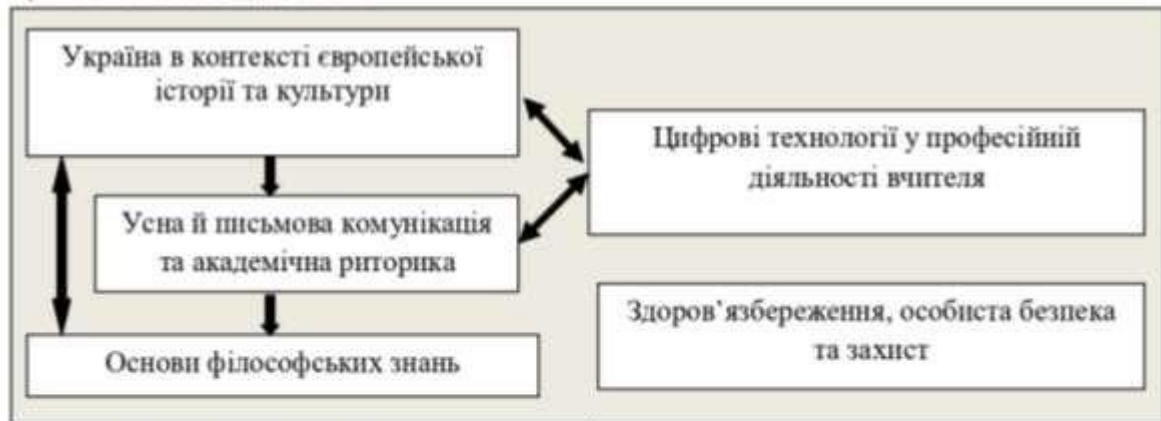 Україна в контексті європейської
історії та культури
Цифрові технології у професійній
діяльності вчителя
Усна й письмова комунікація
та академічна риторика
Здоров’язбереження, особиста безпека
та захист
Основи філософських знань